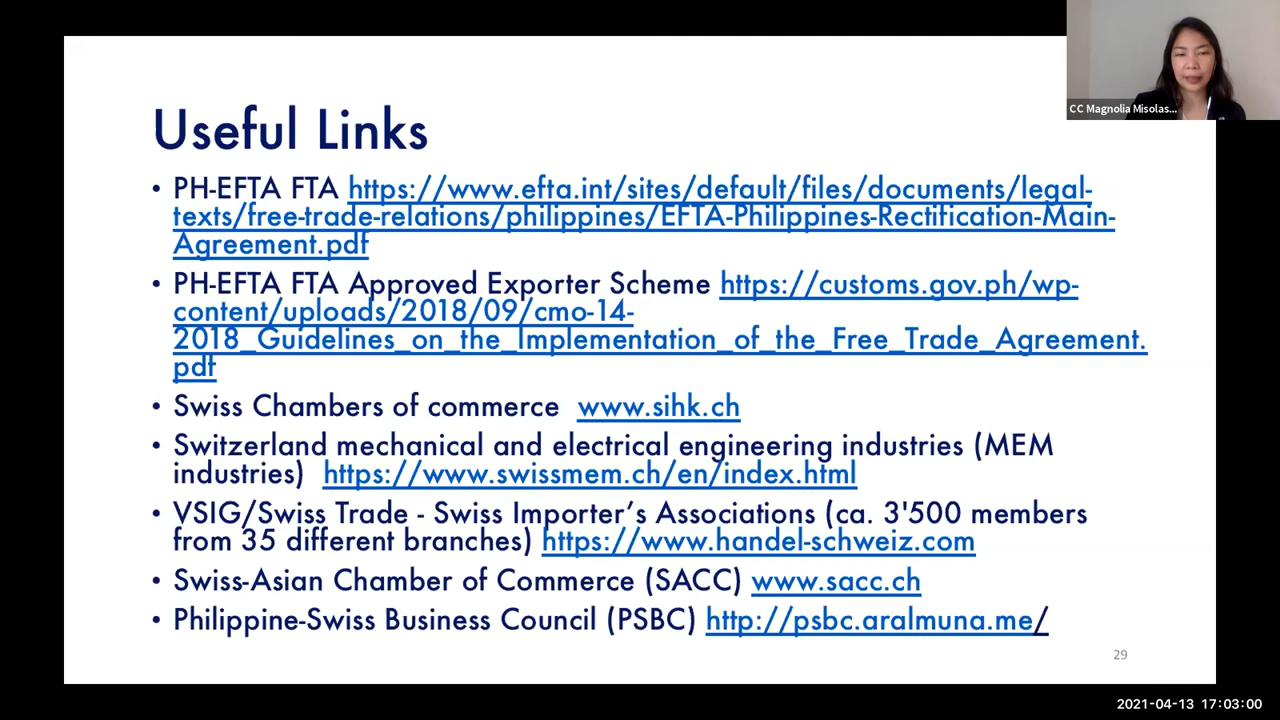 CC Magnolia Misolas...
Useful Links
• PH-EFTA FTA https://www.efta.int/sites/default/files/documents/legal-
texts/free-trade-relations/philippines/EFTA-Philippines-Rectification-Main-
Agreement.pdf
• PH-EFTA FTA Approved Exporter Scheme https://customs.gov.ph/wp-
content/uploads/2018/09/cmo-14-
2018_Guidelines_on_the_Implementation_of_the_Free_Trade_Agreement.
pdf
• Swiss Chambers of commerce www.sihk.ch
• Switzerland mechanical and electrical engineering industries (MEM
industries) https://www.swissmem.ch/en/index.html
• VSIG/Swiss Trade - Swiss Importer’s Associations (ca. 3'500 members
from 35 different branches) https://www.handel-schweiz.com
• Swiss-Asian Chamber of Commerce (SACC) www.sacc.ch
• Philippine-Swiss Business Council (PSBC) http://psbc.aralmuna.me/
29
2021-04-13 17:03:00